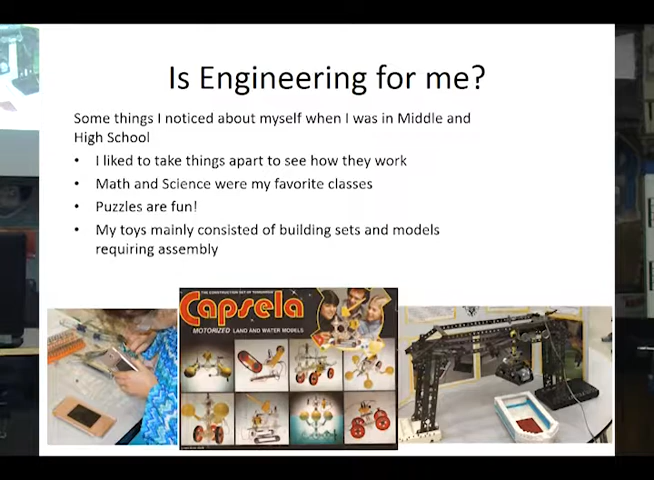 Is Engineering for me?
Some things I noticed about myself when I was in Middle and
High School
• I liked to take things apart to see how they work
• Math and Science were my favorite classes
• Puzzles are fun!
• My toys mainly consisted of building sets and models
requiring assembly
THE CONSTRUCTION SET OF TOMORROW
Capsela
MOTORIZED LAND AND WATER MODELS